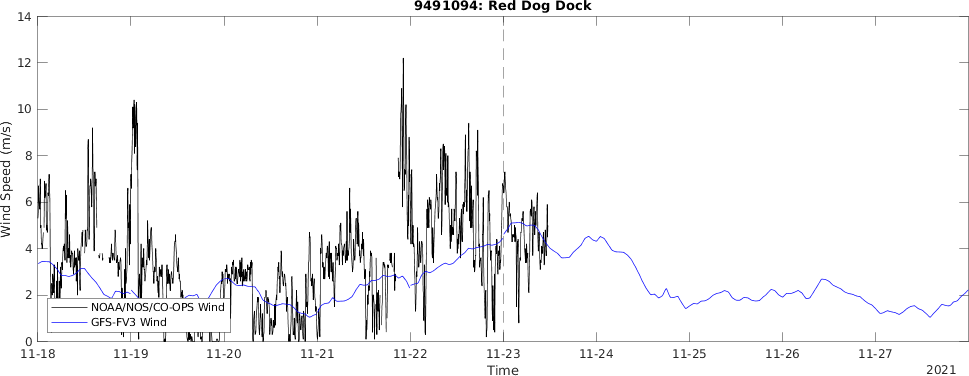 9491094: Red Dog Dock
Wind Speed (m/s)
14
12
10
8
6
4
2
0
NOAA/NOS/CO-OPS Wind
GFS-FV3 Wind
11-18 11-19 11-20 11-21 11-22 11-23 11-24 11-25 11-26 11-27
Time
2021